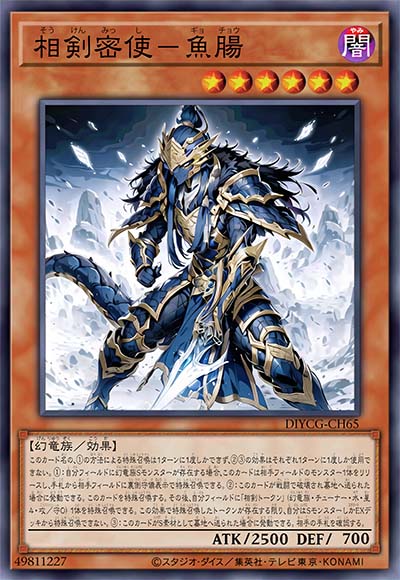 そう けん みっ し ギョ チョウ
相剣密使－魚腸
やみ
闇
DIYCG-CH65
げんりゅうぞく こうか
【幻竜族／効果】
このカード名の、①の方法による特殊召喚は1ターンに1度しかできず、②③の効果はそれぞれ1ターンに1度しか使用
できない。①：自分フィールドに幻竜族Sモンスターが存在する場合、このカードは相手フィールドのモンスター1体をリリ
ースし、手札から相手フィールドに裏側守備表示で特殊召喚できる。②：このカードが戦闘で破壊され墓地へ送られた
場合に発動できる。このカードを特殊召喚する。その後、自分フィールドに「相剣トークン」（幻竜族・チューナー・水・星
4・攻／守0）1体を特殊召喚する。この効果で特殊召喚したトークンが存在する限り、自分はSモンスターしかEXデ
ッキから特殊召喚できない。③：このカードがS素材として墓地へ送られた場合に発動できる。相手の手札を確認する。
ATK/2500 DEF/ 700
49811227
©スタジオ・ダイス／集英社・テレビ東京・KONAMI